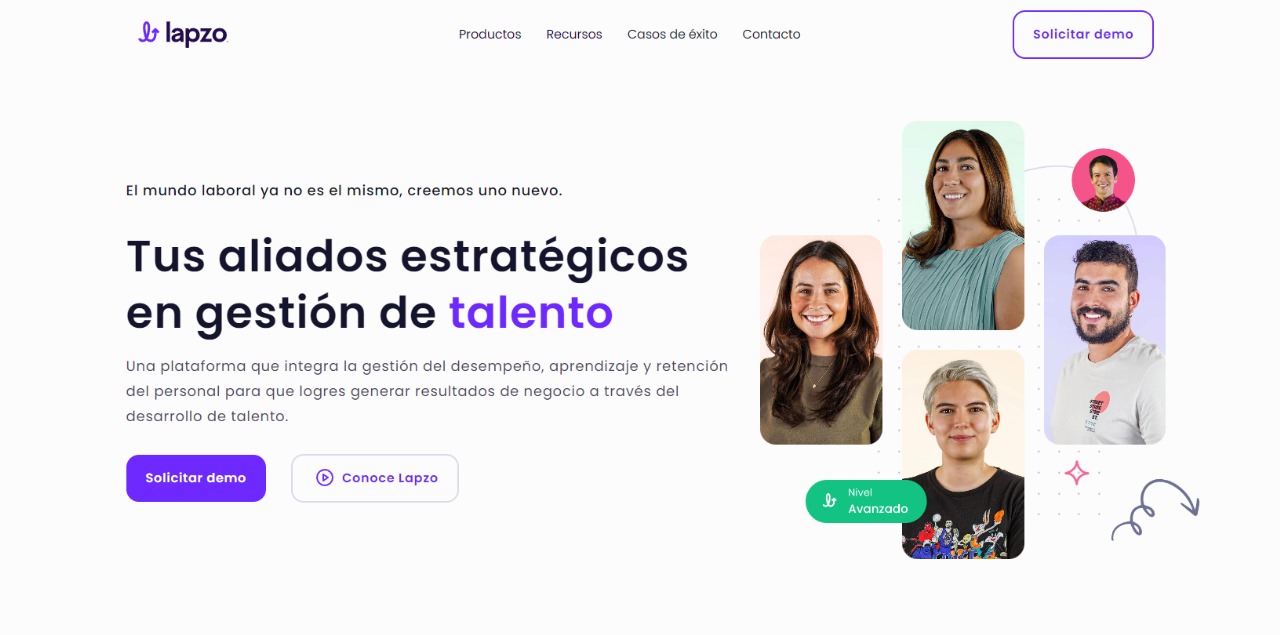 lapzo
Productos
Recursos
Casos de éxito
Contacto
Solicitar demo
El mundo laboral ya no es el mismo, creemos uno nuevo.
Tus aliados estratégicos
en gestión de talento
Una plataforma que integra la gestión del desempeño, aprendizaje y retención
del personal para que logres generar resultados de negocio a través del
desarrollo de talento.
Solicitar demo
Conoce Lapzo
Nivel
Avanzado